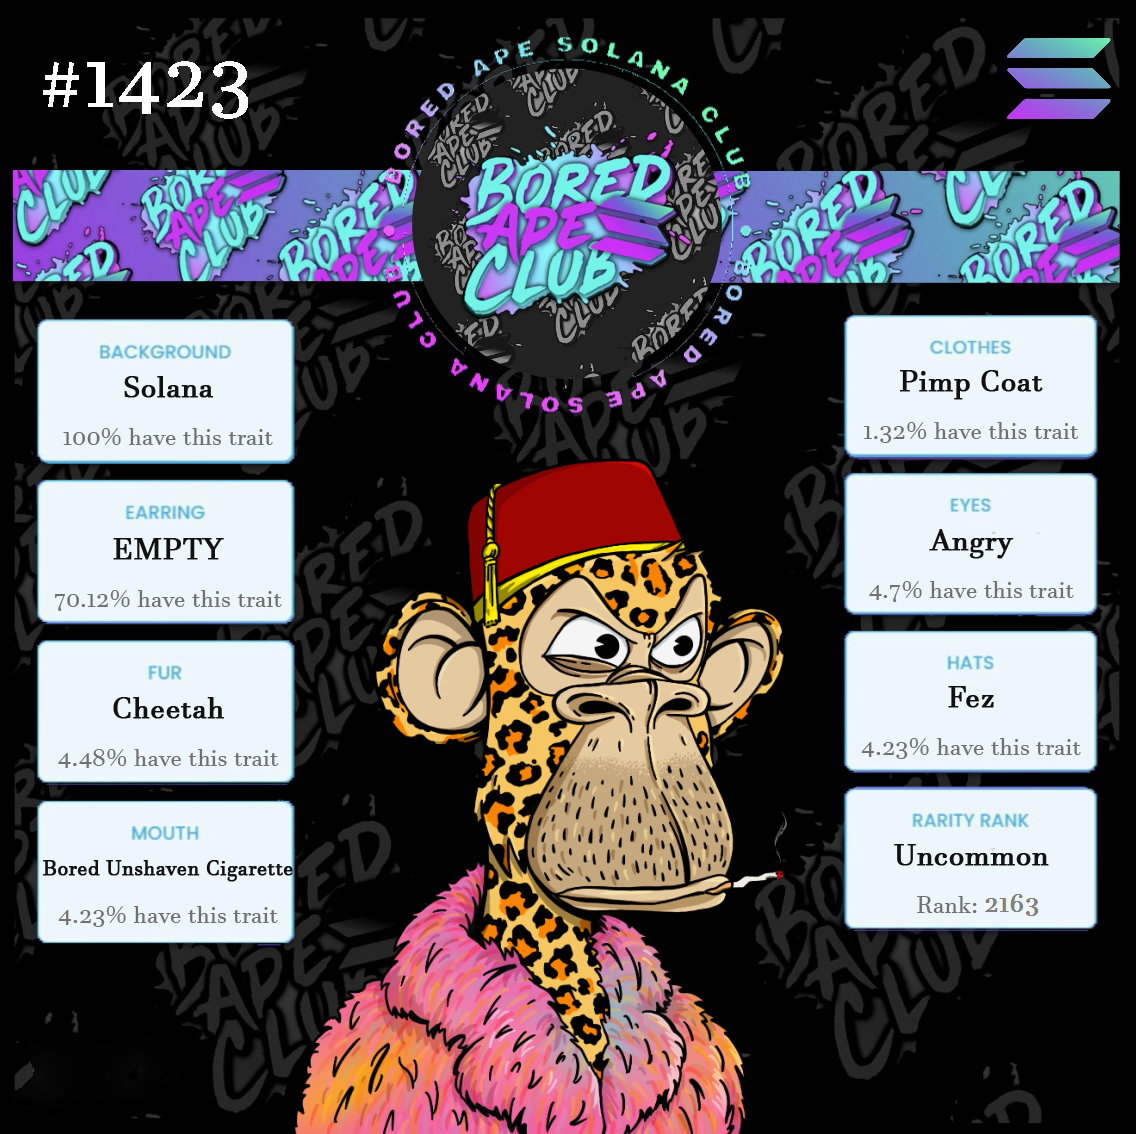 #1423
BORED APE SOLANA CLUB
BORED APE SOLANA CLUB
BORED
APE
CLUB
BACKGROUND
Solana
100% have this trait
EARRING
EMPTY
70.12% have this trait
FUR
Cheetah
4.48% have this trait
MOUTH
Bored Unshaven Cigarette
4.23% have this trait
CLOTHES
Pimp Coat
1.32% have this trait
EYES
Angry
4.7% have this trait
HATS
Fez
4.23% have this trait
RARITY RANK
Uncommon
Rank: 2163